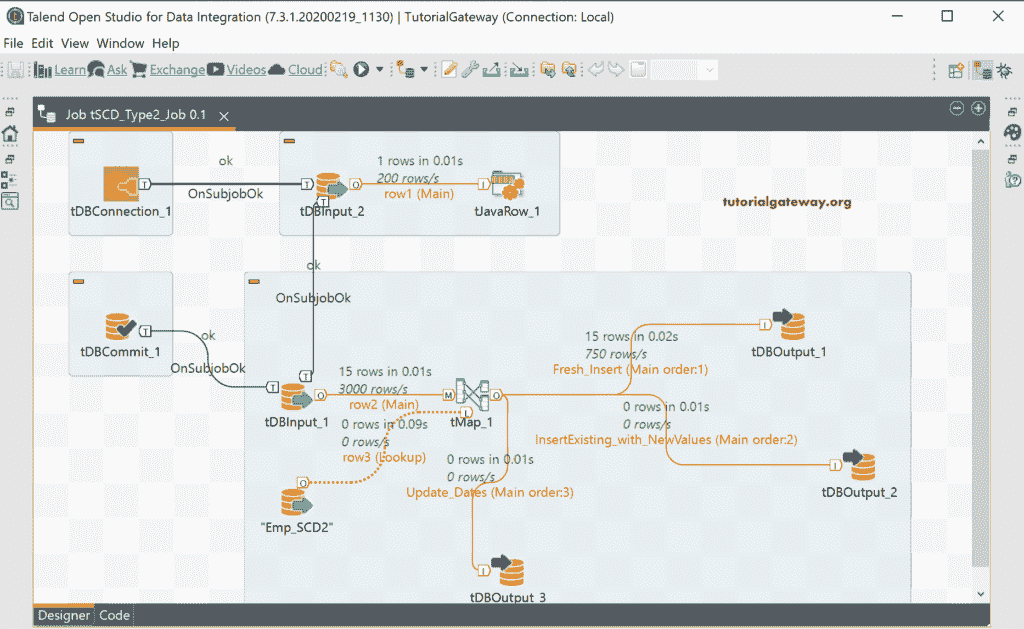 Talend Open Studio for Data Integration (7.3.1.20200219_1130) | TutorialGateway (Connection: Local)
File Edit View Window Help
Learn Ask Exchange Videos Cloud
Job tSCD_Type2_Job 0.1
ok
OnSubjobOk
T
tDBConnection_1
T
T
O
tDBInput_2
1 rows in 0.01s
200 rows/s
row1 (Main)
I
tJavaRow_1
tutorialgateway.org
ok
OnSubjobOk
T
tDBCommit_1
ok
OnSubjobOk
T
T
O
tDBInput_1
15 rows in 0.01s
3000 rows/s
row2 (Main)
0 rows in 0.09s
0 rows/s
row3 (Lookup)
O
"Emp_SCD2"
M
L
O
tMap_1
15 rows in 0.02s
750 rows/s
Fresh_Insert (Main order:1)
I
tDBOutput_1
0 rows in 0.01s
0 rows/s
InsertExisting_with_NewValues (Main order:2)
I
tDBOutput_2
0 rows in 0.01s
0 rows/s
Update_Dates (Main order:3)
I
tDBOutput_3
Designer Code